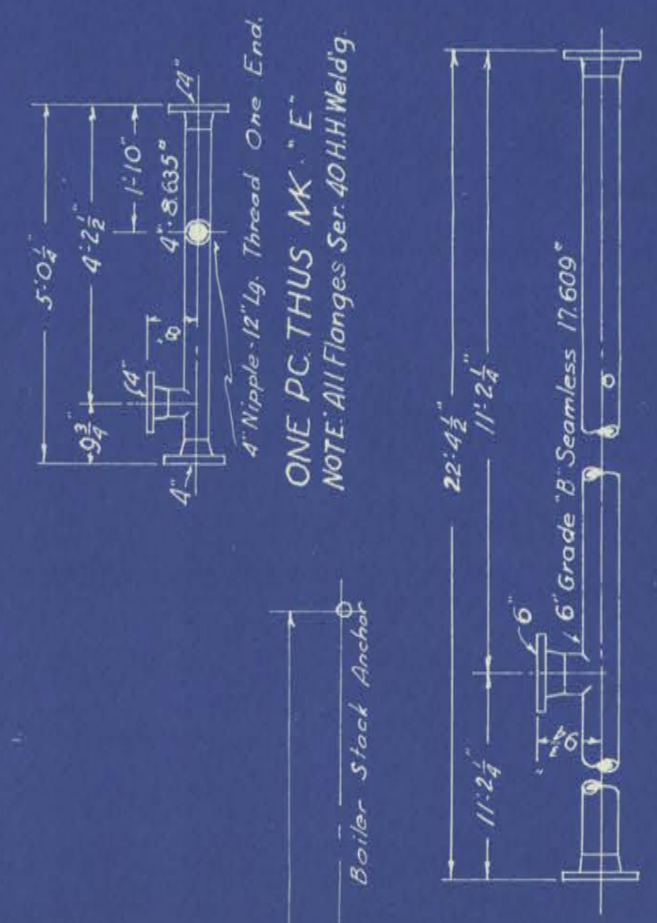 5'-0 1/4"
4'-2 1/2"
9 3/4"
1'-10"
4"
4"
4"
8"
4"-8.635#
4" Nipple-12" Lg. Thread One End.
ONE PC. THUS MK. "E"
NOTE: All Flanges Ser. 40 H.H. Weld'g.
Boiler Stack Anchor
22'-4 1/2"
11'-2 1/4"
11'-2 1/4"
9 3/4"
6"
6" Grade "B" Seamless 17.609#